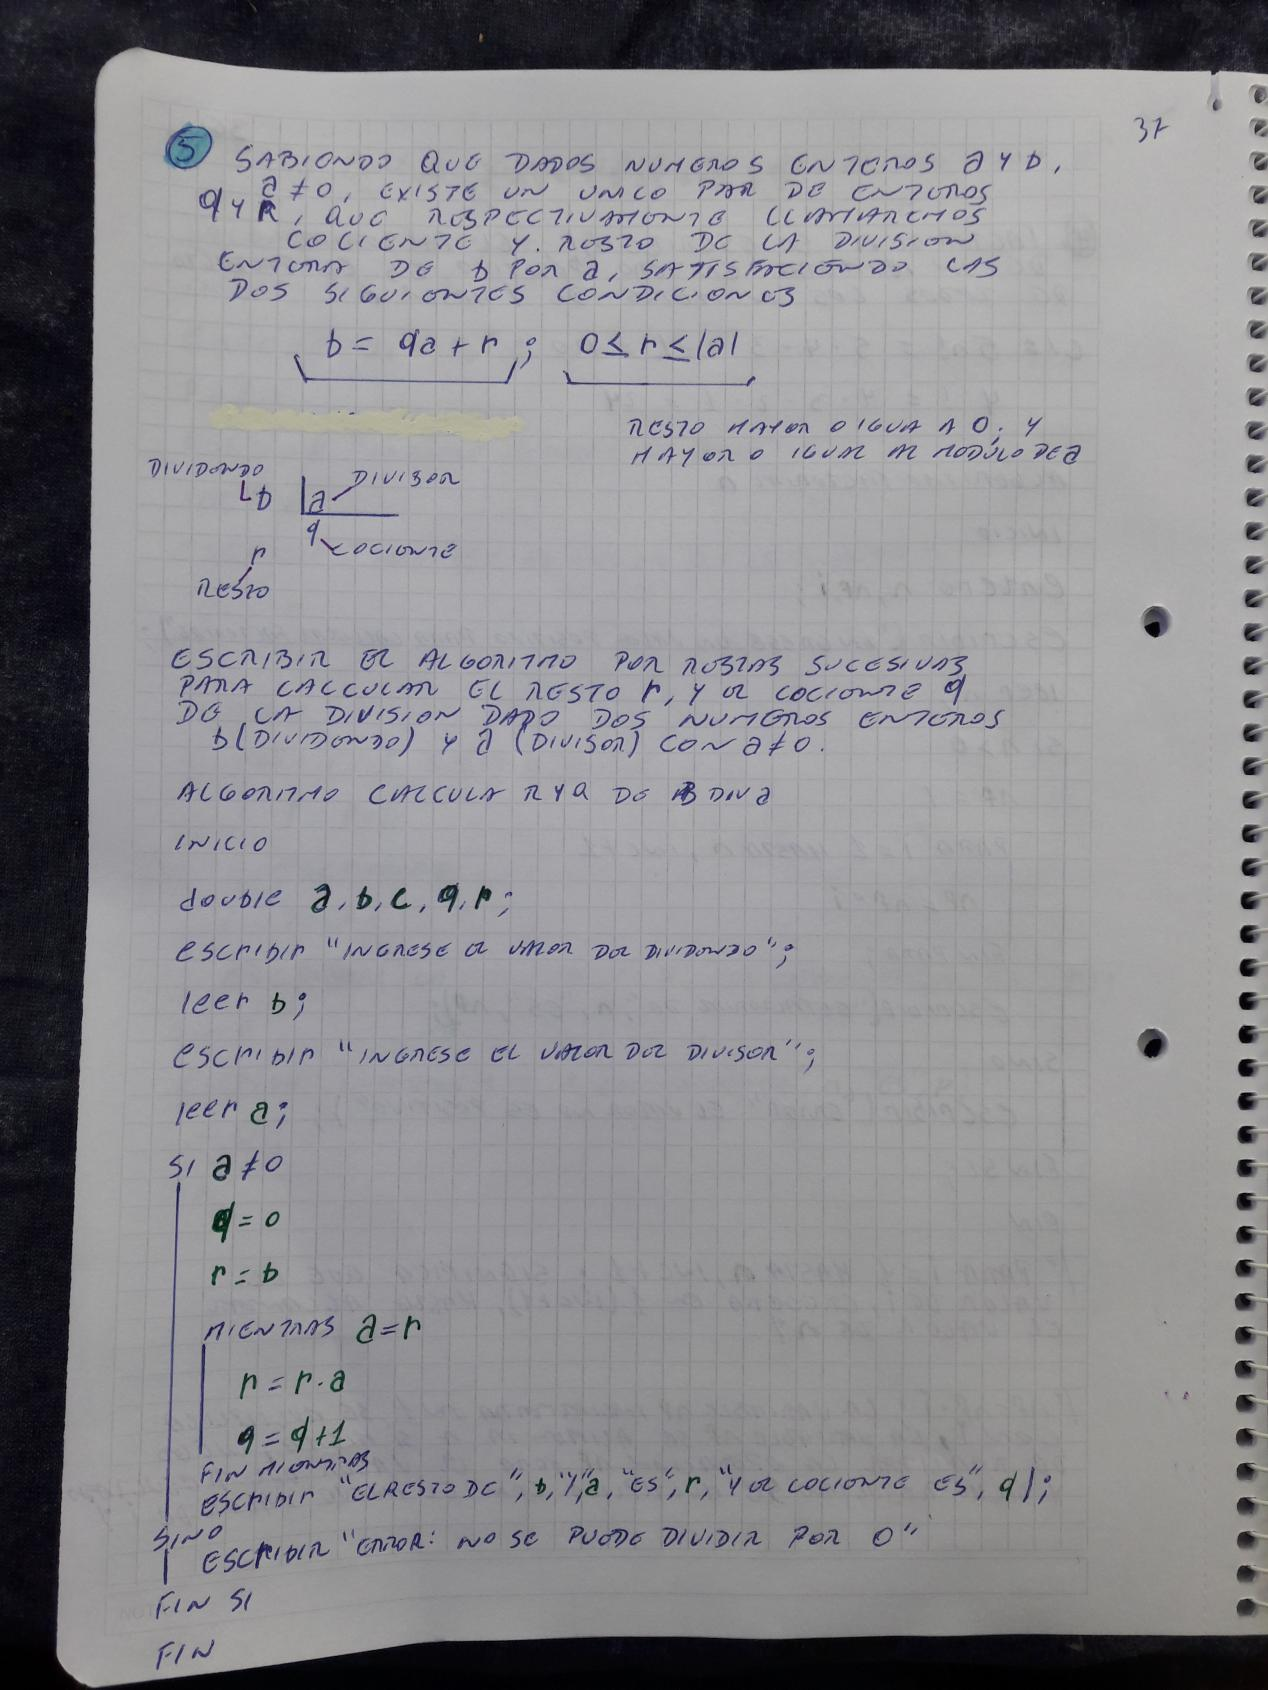 37
5 SABIENDO QUE DADOS NUMEROS ENTEROS a Y b,
a ≠ 0, EXISTE UN UNICO PAR DE ENTEROS
q Y R, QUE RESPECTIVAMENTE LLAMAREMOS
COCIENTE Y. RESTO DE LA DIVISION
ENTERA DE b POR a, SATISFACIENDO LAS
DOS SIGUIENTES CONDICIONES
b = qa + r ; 0 ≤ r ≤ |a|
RESTO MAYOR O IGUA A 0; Y
MAYOR O IGUAL AL MODULO DE a
DIVIDENDO
b a DIVISOR
q COCIENTE
r
RESTO
ESCRIBIR EL ALGORITMO POR RESTAS SUCESIVAS
PARA CALCULAR EL RESTO r, Y EL COCIENTE q
DE LA DIVISION DADO DOS NUMEROS ENTEROS
b (DIVIDENDO) Y a (DIVISOR) CON a ≠ 0.
ALGORITMO CALCULA R Y Q DE B DIV a
INICIO
double a, b, c, q, r;
escribir "INGRESE EL VALOR DEL DIVIDENDO";
leer b;
escribir "INGRESE EL VALOR DEL DIVISOR";
leer a;
SI a ≠ 0
q = 0
r = b
MIENTRAS a = r
r = r - a
q = q + 1
FIN MIENTRAS
ESCRIBIR "EL RESTO DE", b, "Y", a, "ES", r, "Y EL COCIENTE ES", q);
SINO
ESCRIBIR "ERROR: NO SE PUEDE DIVIDIR POR 0"
FIN SI
FIN